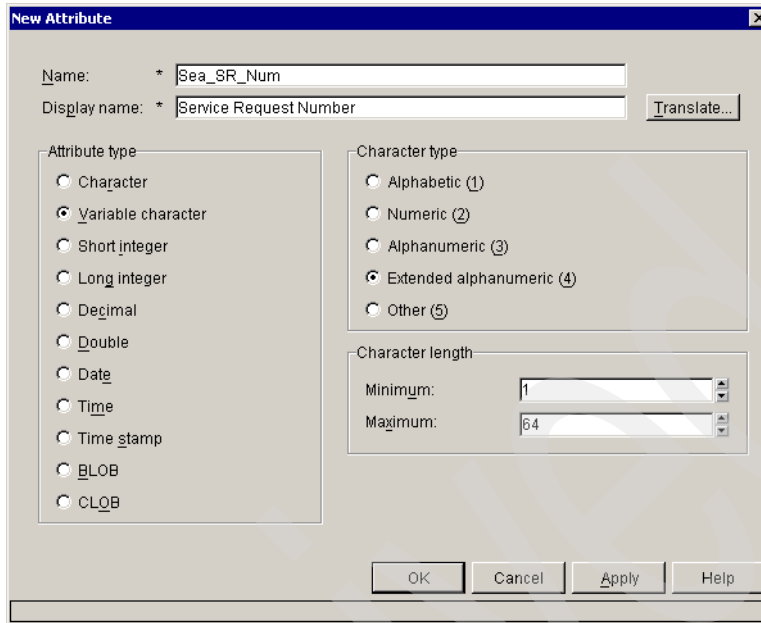 New Attribute
Name: * Sea_SR_Num
Display name: * Service Request Number Translate...
Attribute type
Character
Variable character
Short integer
Long integer
Decimal
Double
Date
Time
Time stamp
BLOB
CLOB
Character type
Alphabetic (1)
Numeric (2)
Alphanumeric (3)
Extended alphanumeric (4)
Other (5)
Character length
Minimum: 1
Maximum: 64
OK Cancel Apply Help